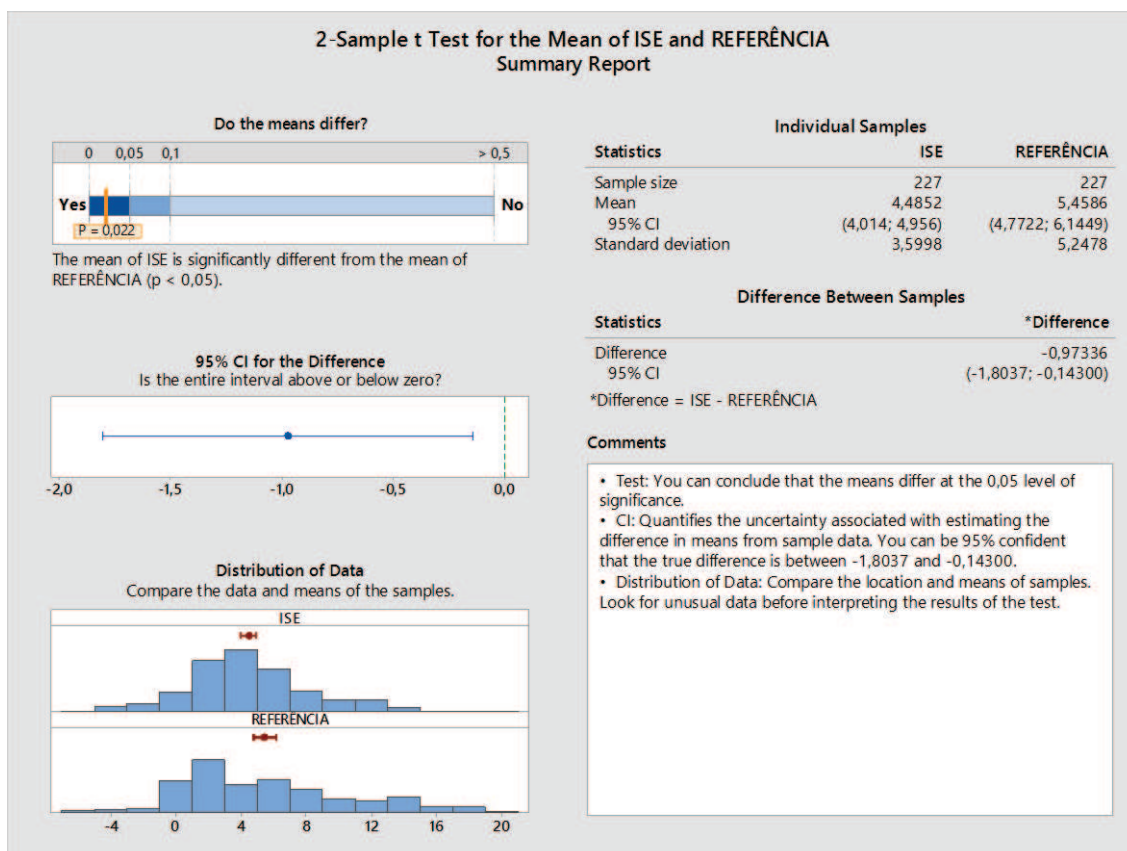 2-Sample t Test for the Mean of ISE and REFERÊNCIA
Summary Report
Do the means differ?
0 0,05 0,1 > 0,5
Yes No
P = 0,022
The mean of ISE is significantly different from the mean of
REFERÊNCIA (p < 0,05).
95% CI for the Difference
Is the entire interval above or below zero?
-2,0 -1,5 -1,0 -0,5 0,0
Distribution of Data
Compare the data and means of the samples.
ISE
REFERÊNCIA
-4 0 4 8 12 16 20
Individual Samples
Statistics ISE REFERÊNCIA
Sample size 227 227
Mean 4,4852 5,4586
95% CI (4,014; 4,956) (4,7722; 6,1449)
Standard deviation 3,5998 5,2478
Difference Between Samples
Statistics *Difference
Difference -0,97336
95% CI (-1,8037; -0,14300)
*Difference = ISE - REFERÊNCIA
Comments
• Test: You can conclude that the means differ at the 0,05 level of
significance.
• CI: Quantifies the uncertainty associated with estimating the
difference in means from sample data. You can be 95% confident
that the true difference is between -1,8037 and -0,14300.
• Distribution of Data: Compare the location and means of samples.
Look for unusual data before interpreting the results of the test.